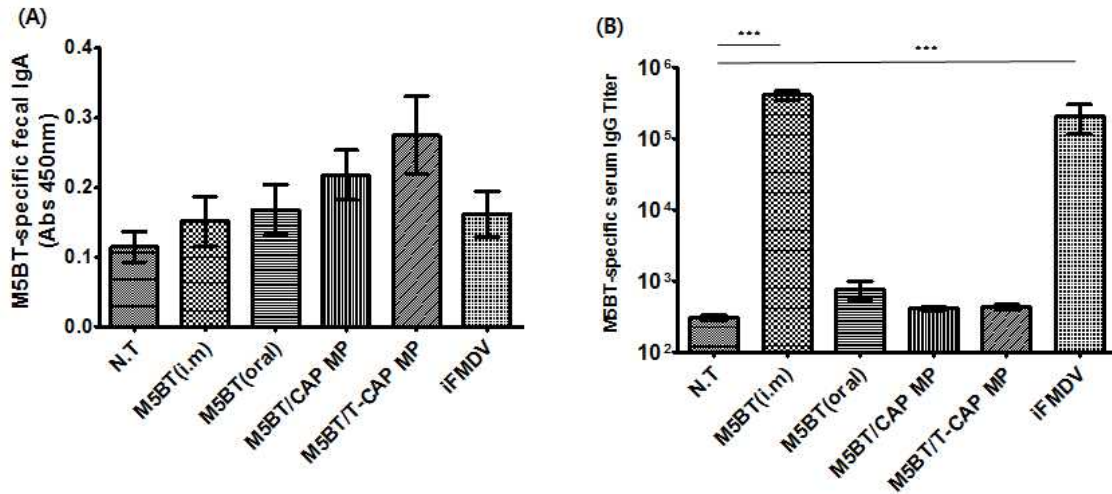 (A)
M5BT-specific fecal IgA
(Abs 450nm)
0.4
0.3
0.2
0.1
0.0
N.T
M5BT(i.m)
M5BT(oral)
M5BT/CAP MP
M5BT/T-CAP MP
iFMDV
(B)
***
***
M5BT-specific serum IgG Titer
10⁶
10⁵
10⁴
10³
10²
N.T
M5BT(i.m)
M5BT(oral)
M5BT/CAP MP
M5BT/T-CAP MP
iFMDV